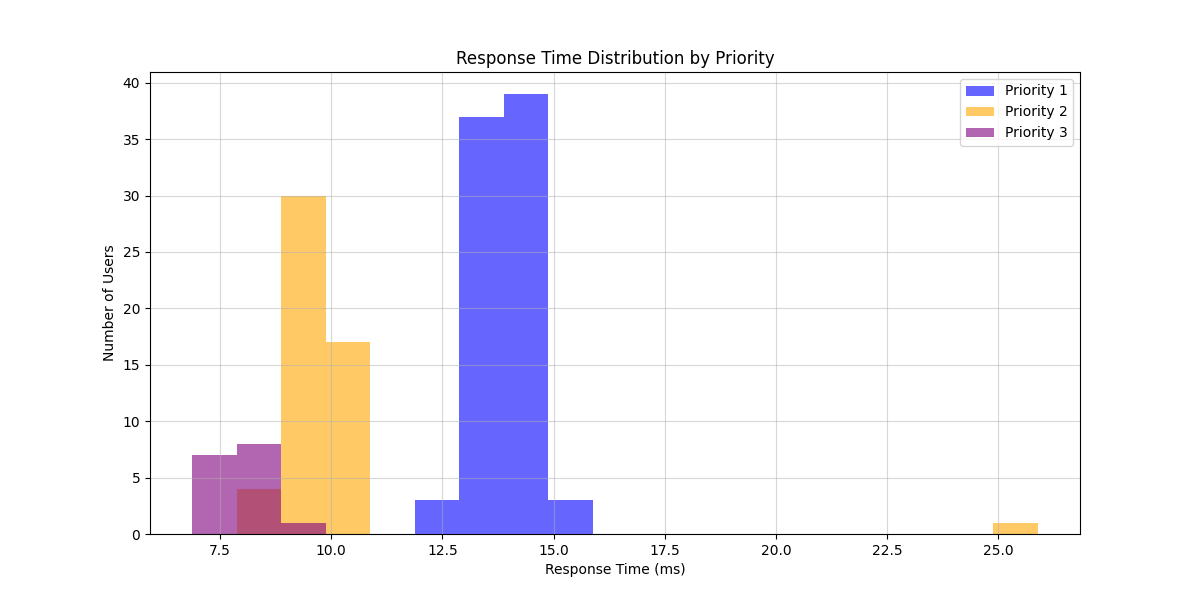 Response Time Distribution by Priority
Priority 1
Priority 2
Priority 3
Number of Users
40
35
30
25
20
15
10
5
0
7.5 10.0 12.5 15.0 17.5 20.0 22.5 25.0
Response Time (ms)